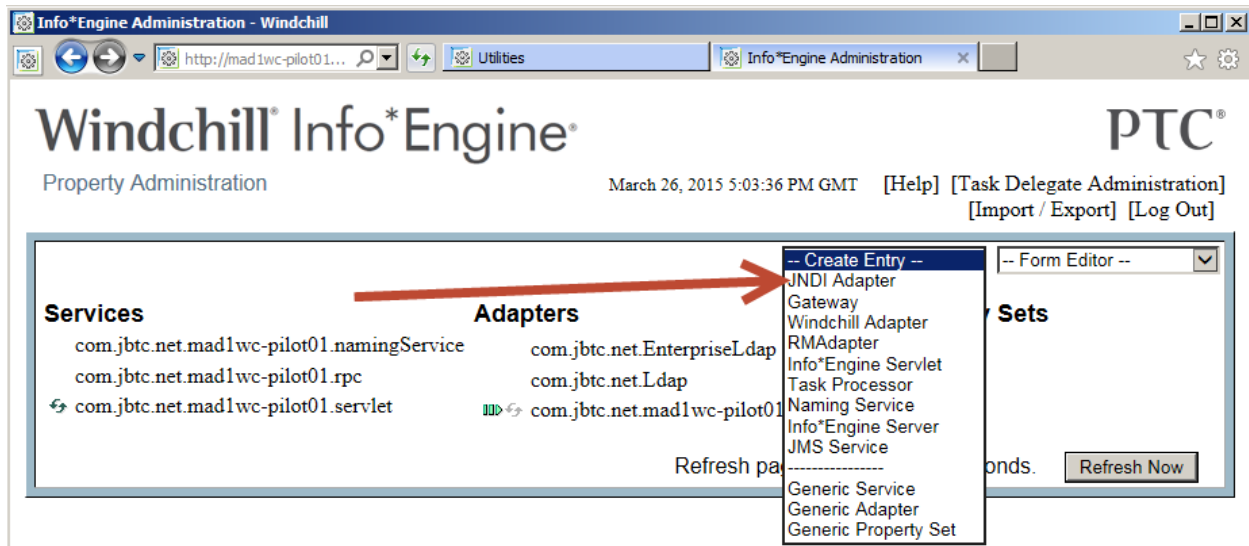 Info*Engine Administration - Windchill
http://mad1wc-pilot01...
Utilities
Info*Engine Administration
Windchill® Info*Engine®
PTC®
Property Administration
March 26, 2015 5:03:36 PM GMT [Help] [Task Delegate Administration]
[Import / Export] [Log Out]
-- Create Entry --
-- Form Editor --
JNDI Adapter
Gateway
Windchill Adapter
RMAdapter
Info*Engine Servlet
Task Processor
Naming Service
Info*Engine Server
JMS Service
----------------
Generic Service
Generic Adapter
Generic Property Set
Services
com.jbtc.net.mad1wc-pilot01.namingService
com.jbtc.net.mad1wc-pilot01.rpc
com.jbtc.net.mad1wc-pilot01.servlet
Adapters
com.jbtc.net.EnterpriseLdap
com.jbtc.net.Ldap
com.jbtc.net.mad1wc-pilot01
Sets
Refresh
Refresh Now